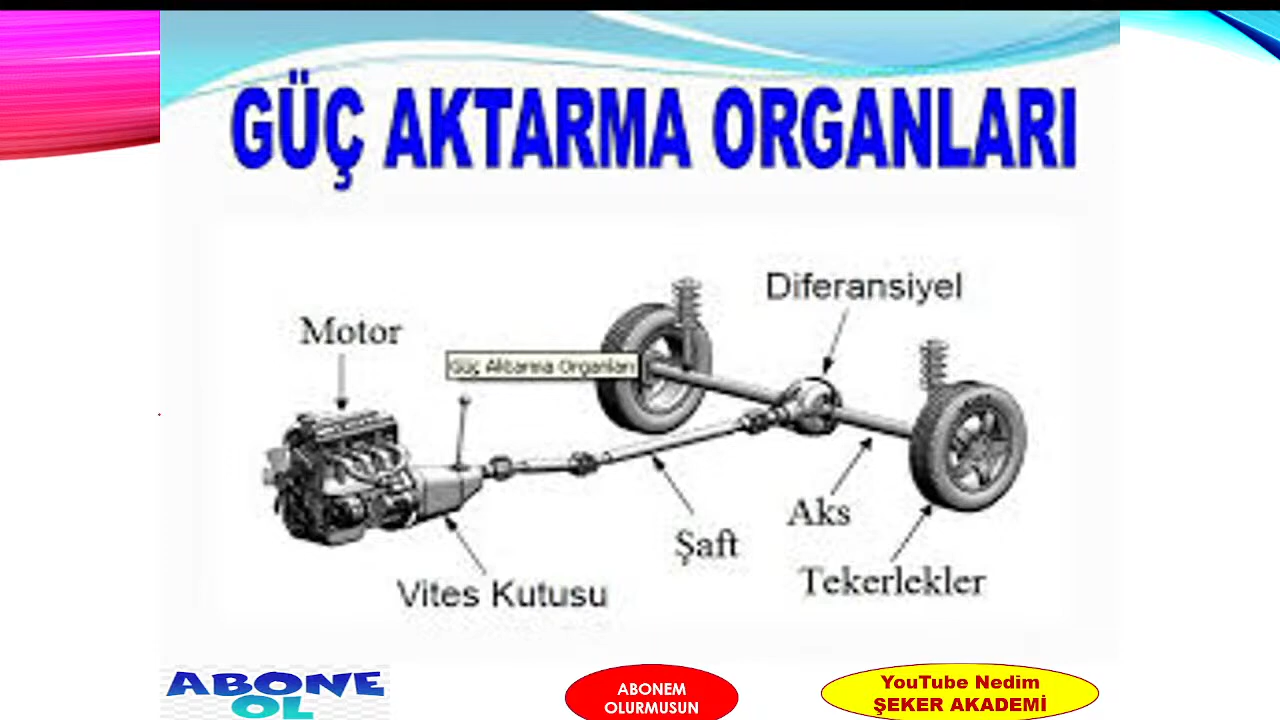 GÜÇ AKTARMA ORGANLARI
Diferansiyel
Motor
Güç Aktarma Organları
Aks
Şaft
Tekerlekler
Vites Kutusu
ABONE
OL
ABONEM
OLURMUSUN
YouTube Nedim
ŞEKER AKADEMİ